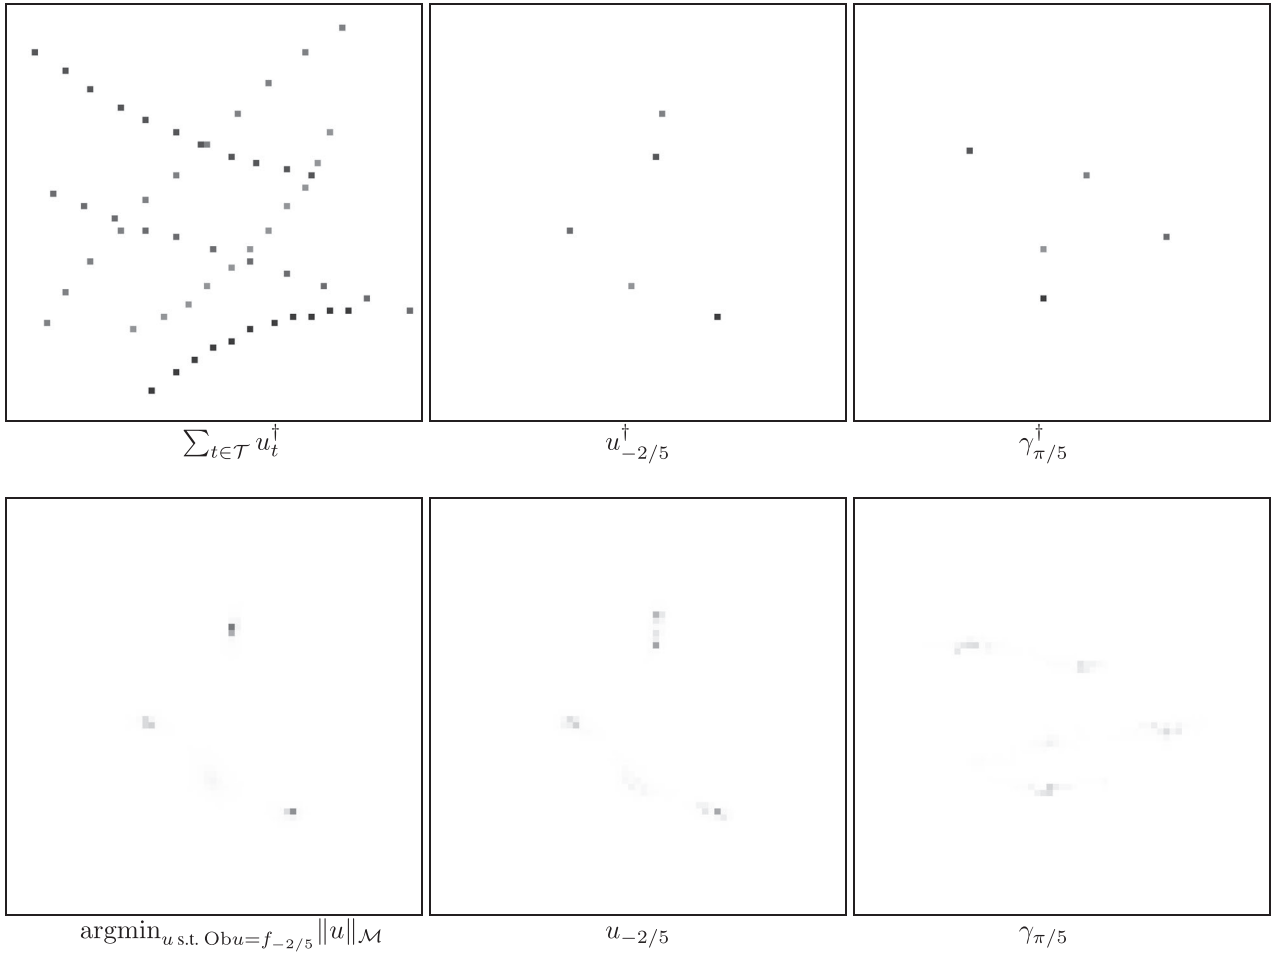 ∑_{t∈𝒯} u_t^†
u_{−2/5}^†
γ_{π/5}^†
argmin_{u s.t. Obu=f_{−2/5}} ‖u‖_ℳ
u_{−2/5}
γ_{π/5}